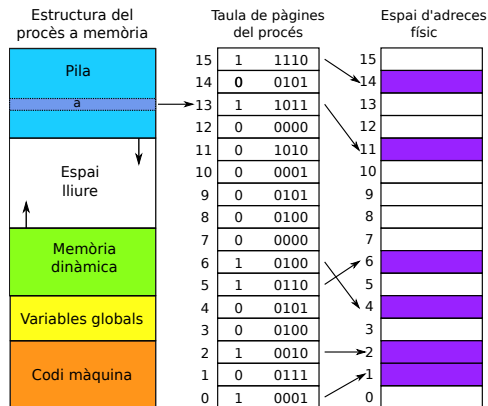 Estructura del
procès a memòria
Pila
a
Espai
lliure
Memòria
dinàmica
Variables globals
Codi màquina
Taula de pàgines
del procés
15 1 1110
14 0 0101
13 1 1011
12 0 0000
11 0 1010
10 0 0001
9 0 0101
8 0 0100
7 0 0000
6 1 0100
5 1 0110
4 0 0101
3 0 0100
2 1 0010
1 0 0111
0 1 0001
Espai d'adreces
físic
15
14
13
12
11
10
9
8
7
6
5
4
3
2
1
0